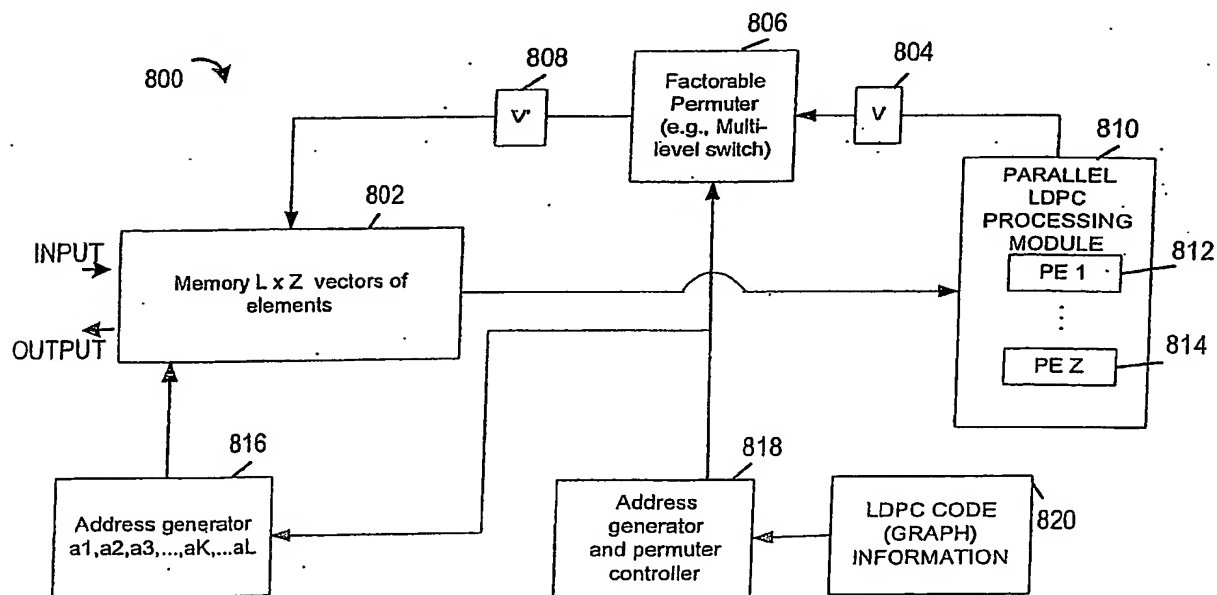 806
804
808
800
Factorable
Permuter
(e.g., Multi-
level switch)
V'
V
810
PARALLEL
LDPC
PROCESSING
MODULE
PE 1
812
PE Z
814
802
INPUT
Memory L x Z vectors of
elements
OUTPUT
816
Address generator
a1,a2,a3,...,aK,...aL
818
Address
generator
and permuter
controller
LDPC CODE
(GRAPH)
INFORMATION
820